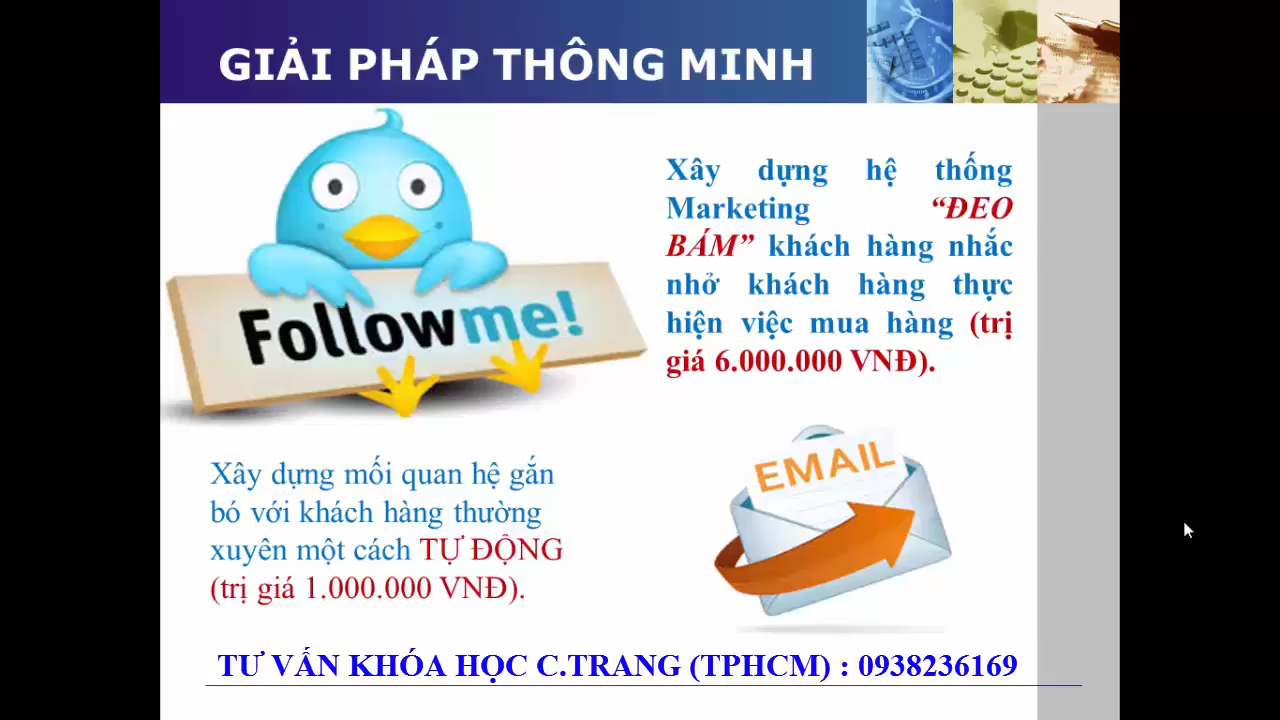 GIẢI PHÁP THÔNG MINH
Followme!
Xây dựng hệ thống
Marketing “ĐEO
BÁM” khách hàng nhắc
nhở khách hàng thực
hiện việc mua hàng (trị
giá 6.000.000 VNĐ).
EMAIL
Xây dựng mối quan hệ gắn
bó với khách hàng thường
xuyên một cách TỰ ĐỘNG
(trị giá 1.000.000 VNĐ).
TƯ VẤN KHÓA HỌC C.TRANG (TPHCM) : 0938236169